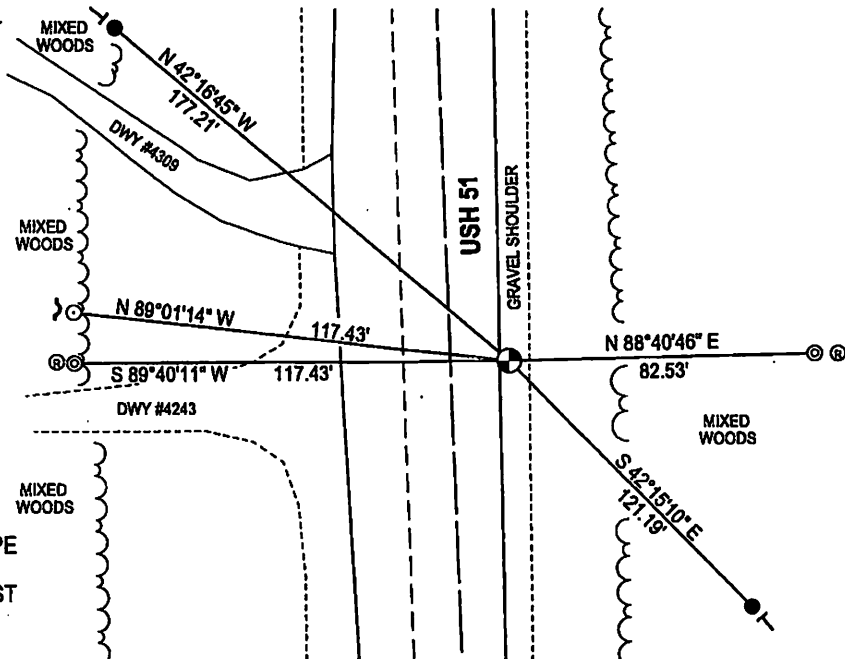 MIXED
WOODS
N 42°16'45" W
177.21'
DWY #4309
USH 51
GRAVEL SHOULDER
MIXED
WOODS
N 89°01'14" W
117.43'
N 88°40'46" E
82.53'
R
R
S 89°40'11" W
117.43'
DWY #4243
MIXED
WOODS
MIXED
WOODS
S 42°15'10" E
121.19'
PE
ST